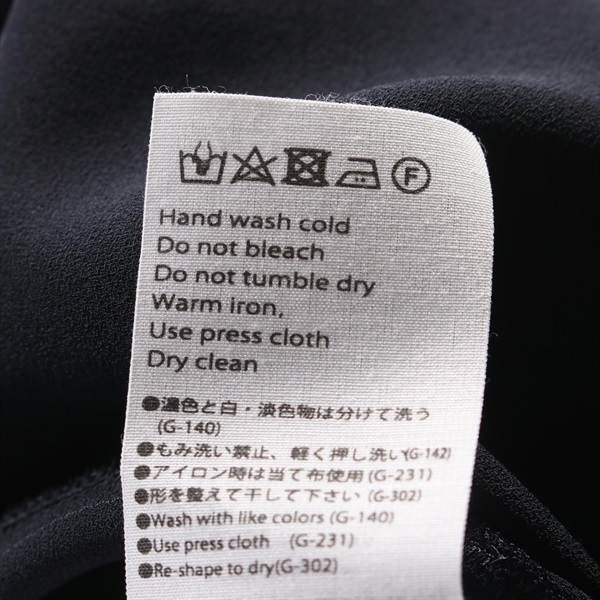 F
Hand wash cold
Do not bleach
Do not tumble dry
Warm iron,
Use press cloth
Dry clean
●濃色と白・淡色物は分けて洗う
(G-140)
●もみ洗い禁止、軽く押し洗い(G-142)
●アイロン時は当て布使用(G-231)
●形を整えて干して下さい(G-302)
●Wash with like colors (G-140)
●Use press cloth (G-231)
●Re-shape to dry(G-302)